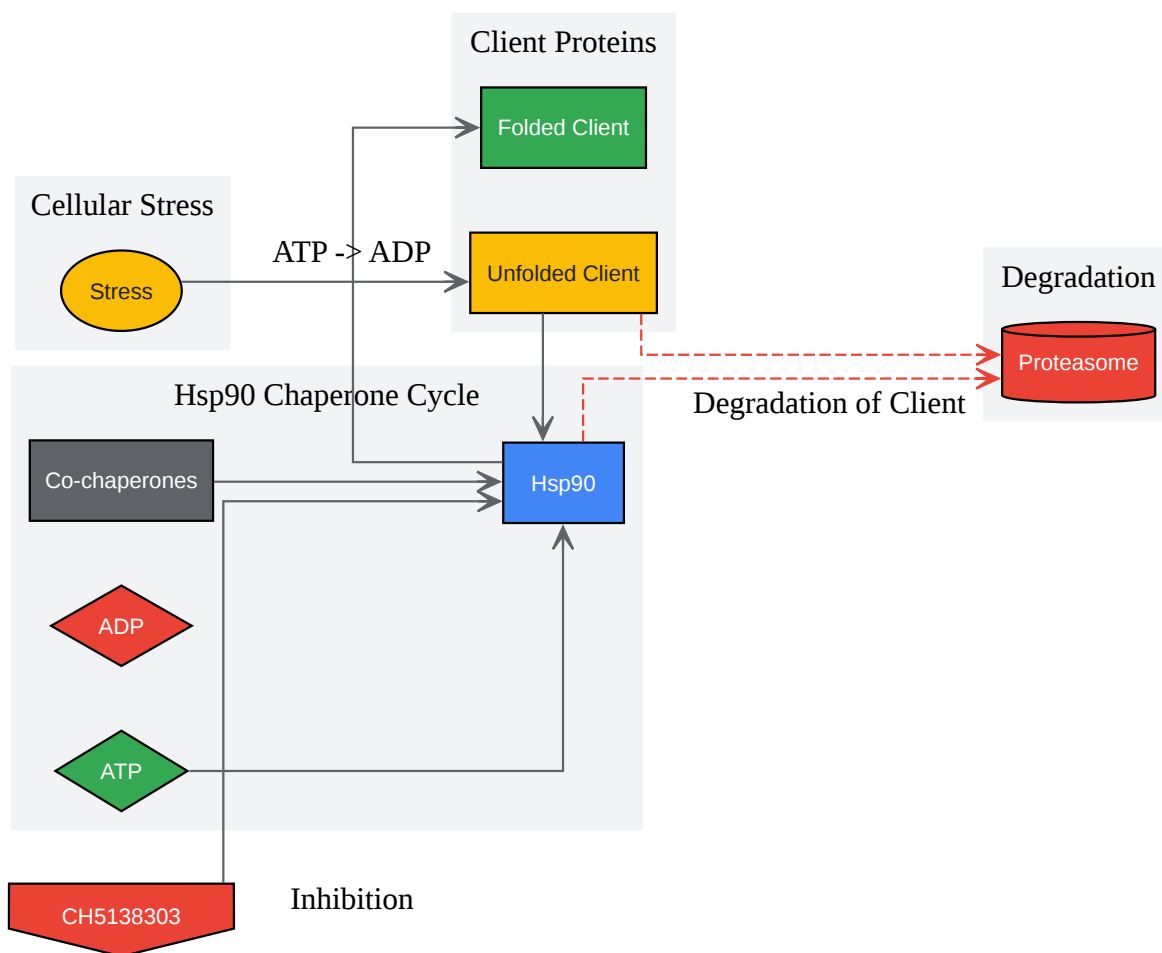 Client Proteins
Folded Client
Cellular Stress
ATP -> ADP
Stress
Unfolded Client
Degradation
Proteasome
Hsp90 Chaperone Cycle
Degradation of Client
Co-chaperones
Hsp90
ADP
ATP
CH5138303
Inhibition